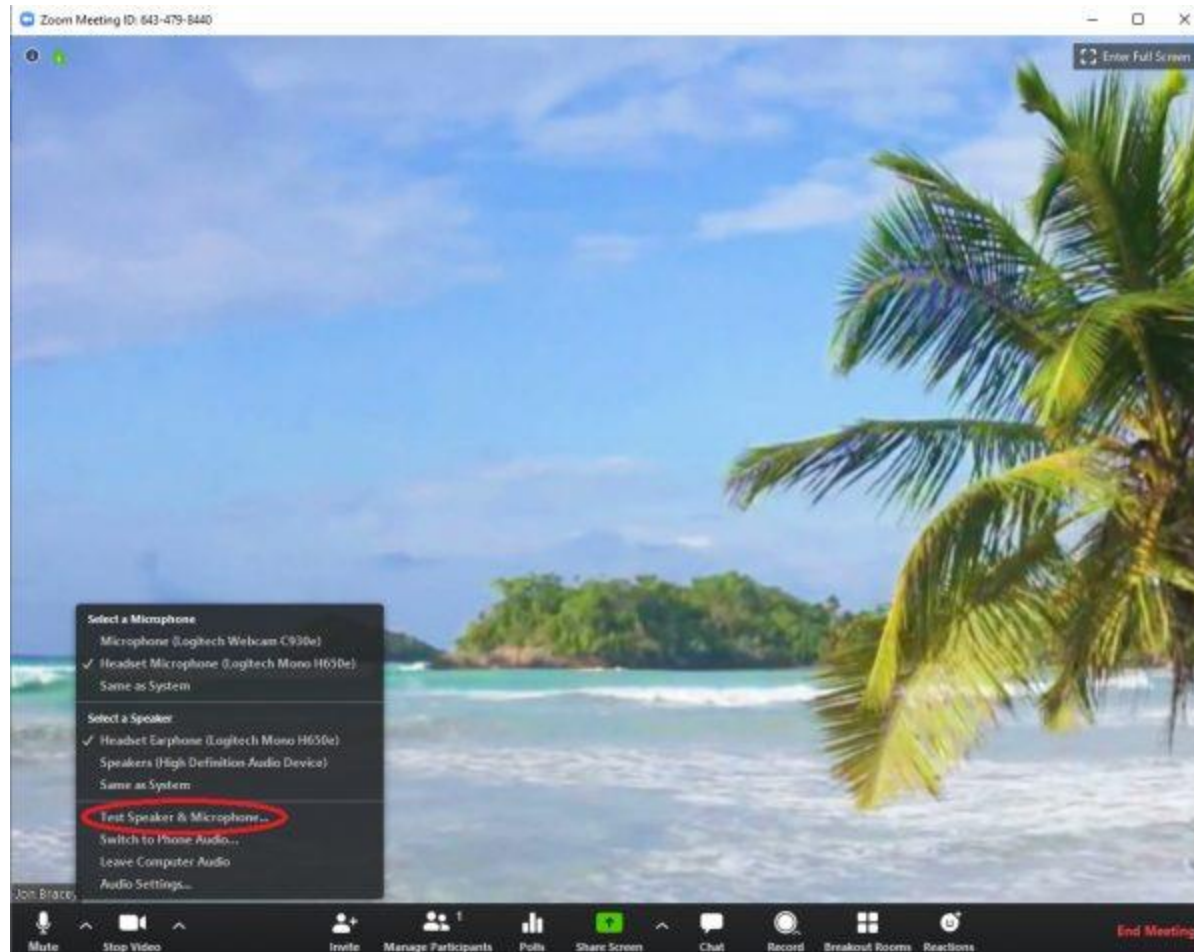 Zoom Meeting ID: 643-479-8440
Enter Full Screen
Select a Microphone
Microphone (Logitech Webcam C930e)
✓ Headset Microphone (Logitech Mono H650e)
Same as System
Select a Speaker
✓ Headset Earphone (Logitech Mono H650e)
Speakers (High Definition Audio Device)
Same as System
Test Speaker & Microphone...
Switch to Phone Audio...
Leave Computer Audio
Audio Settings...
Jon Brace
1
Mute Stop Video Invite Manage Participants Polls Share Screen Chat Record Breakout Rooms Reactions End Meeting